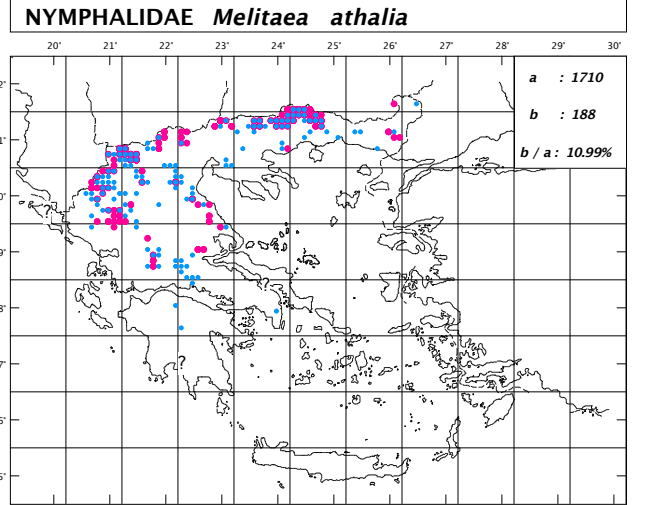 NYMPHALIDAE Melitaea athalia
20° 21° 22° 23° 24° 25° 26° 27° 28° 29° 30°
a : 1710
b : 188
b / a : 10.99%
?
?